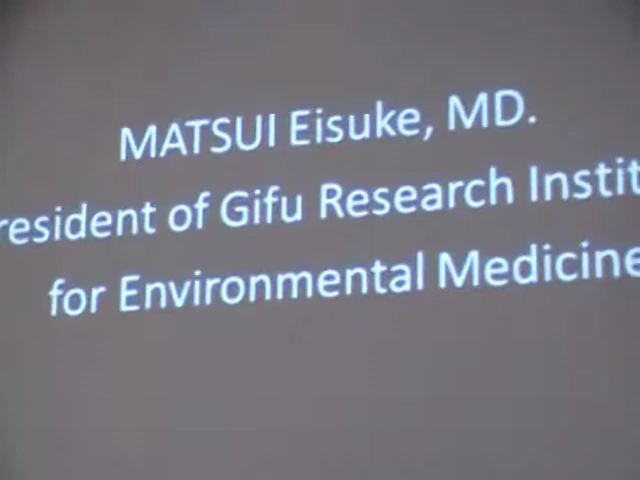 MATSUI Eisuke, MD.
resident of Gifu Research Instit
for Environmental Medicine